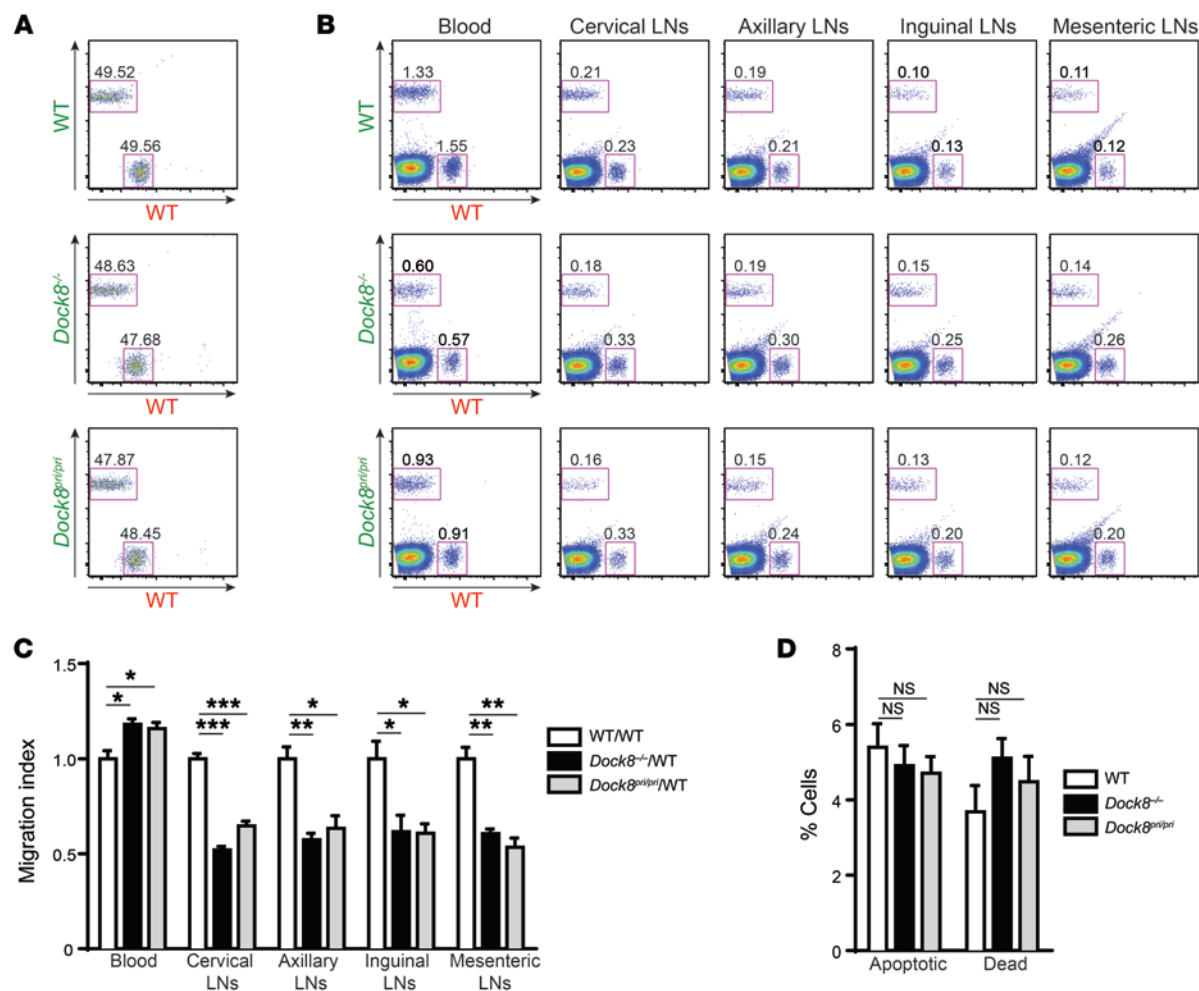 A
B
Blood
Cervical LNs
Axillary LNs
Inguinal LNs
Mesenteric LNs
WT
49.52
49.56
WT
1.33
1.55
0.21
0.23
0.19
0.21
0.10
0.13
0.11
0.12
WT
WT
Dock8-/-
48.63
47.68
WT
Dock8-/-
0.60
0.57
0.18
0.33
0.19
0.30
0.15
0.25
0.14
0.26
WT
Dock8pri/pri
47.87
48.45
WT
Dock8pri/pri
0.93
0.91
0.16
0.33
0.15
0.24
0.13
0.20
0.12
0.20
WT
C
Migration index
1.5
1.0
0.5
0
*
*
***
***
*
**
*
*
**
**
Blood
Cervical
LNs
Axillary
LNs
Inguinal
LNs
Mesenteric
LNs
WT/WT
Dock8–/–/WT
Dock8pri/pri/WT
D
% Cells
8
6
4
2
0
NS
NS
NS
NS
Apoptotic
Dead
WT
Dock8–/–
Dock8pri/pri